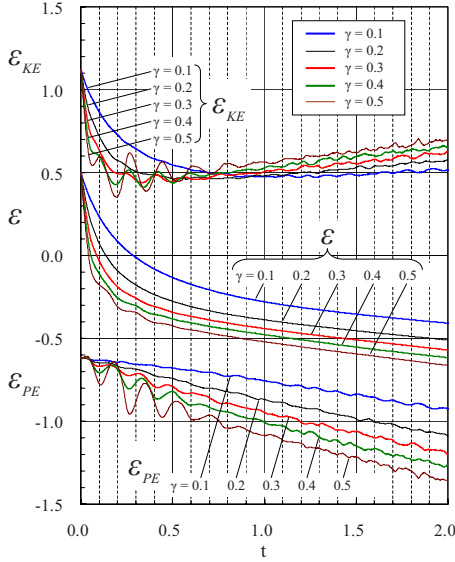 ε_KE
ε
ε_PE
1.5
1.0
0.5
0.0
-0.5
-1.0
-1.5
γ = 0.1
γ = 0.2
γ = 0.3
γ = 0.4
γ = 0.5
ε_KE
γ = 0.1
γ = 0.2
γ = 0.3
γ = 0.4
γ = 0.5
ε
γ = 0.1 0.2 0.3 0.4 0.5
ε_PE
γ = 0.1 0.2 0.3 0.4 0.5
0.0 0.5 1.0 1.5 2.0
t